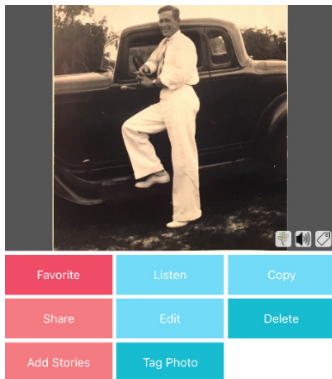 Favorite
Listen
Copy
Share
Edit
Delete
Add Stories
Tag Photo